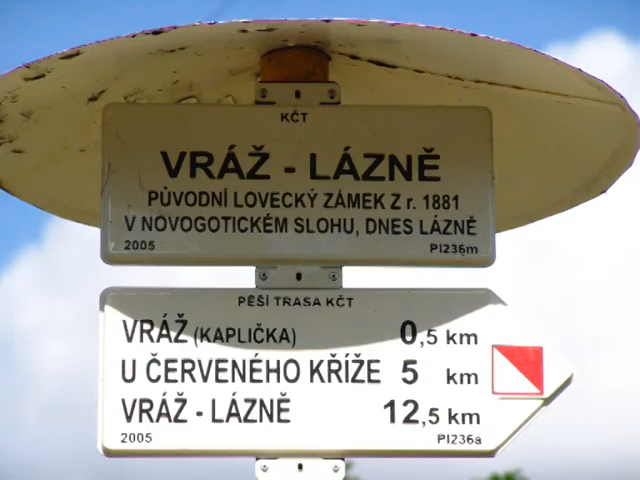 KČT
VRÁŽ - LÁZNĚ
PŮVODNÍ LOVECKÝ ZÁMEK Z r. 1881
V NOVOGOTICKÉM SLOHU, DNES LÁZNĚ
2005 PI236m
PĚŠÍ TRASA KČT
VRÁŽ (KAPLIČKA) 0,5 km
U ČERVENÉHO KŘÍŽE 5 km
VRÁŽ - LÁZNĚ 12,5 km
2005 PI236a